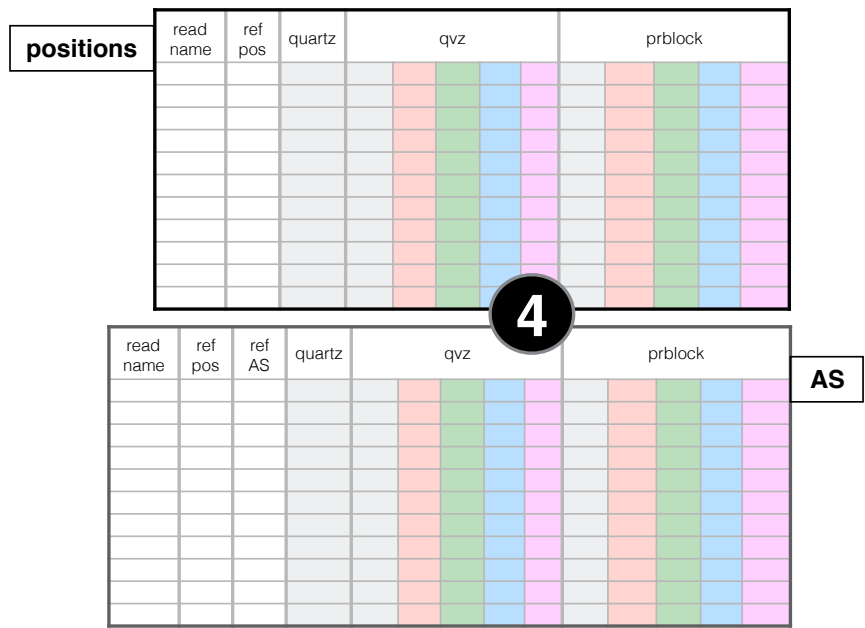 positions
read name
ref pos
quartz
qvz
prblock
4
read name
ref pos
ref AS
quartz
qvz
prblock
AS